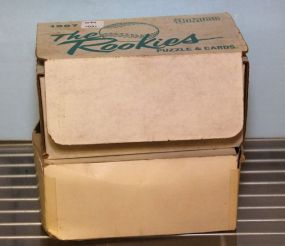 1987
DONRUSS
The
Rookies
PUZZLE & CARDS